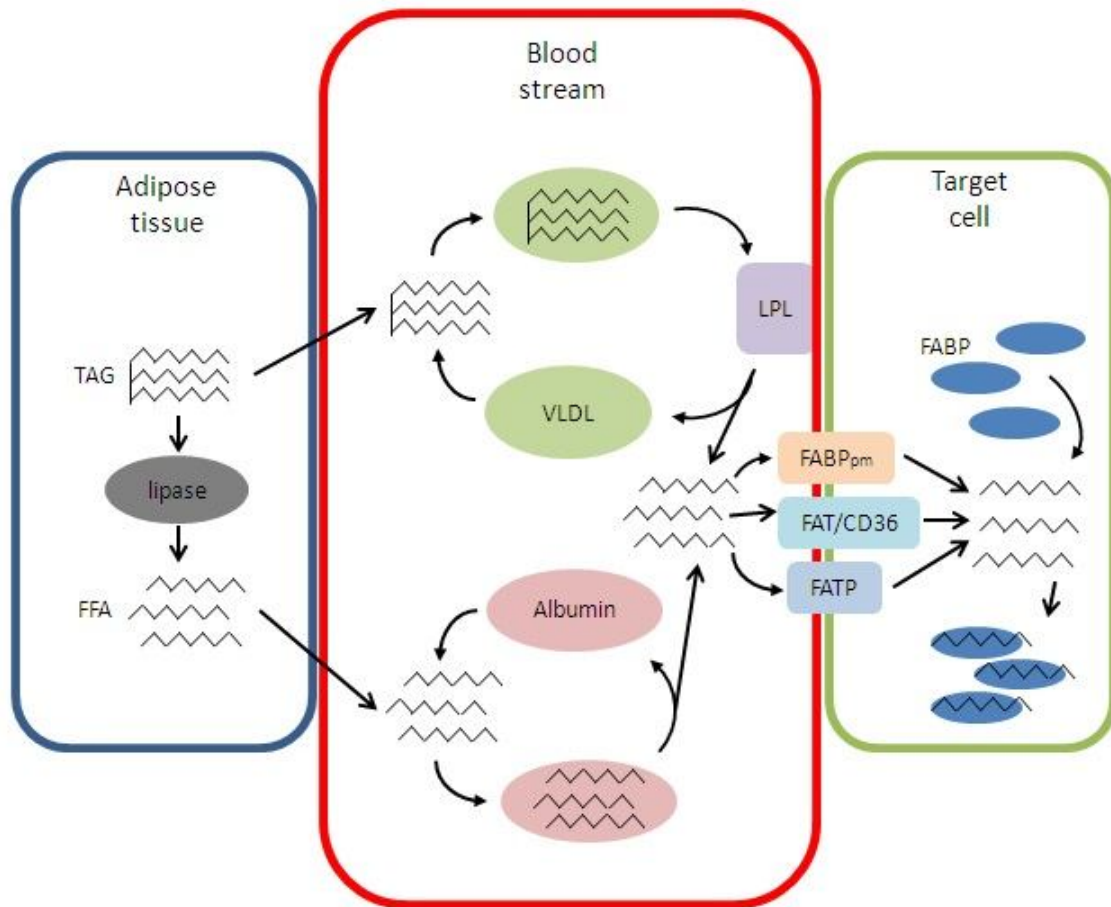 Blood
stream
Adipose
tissue
Target
cell
LPL
FABP
TAG
VLDL
FABPpm
lipase
FAT/CD36
FATP
FFA
Albumin